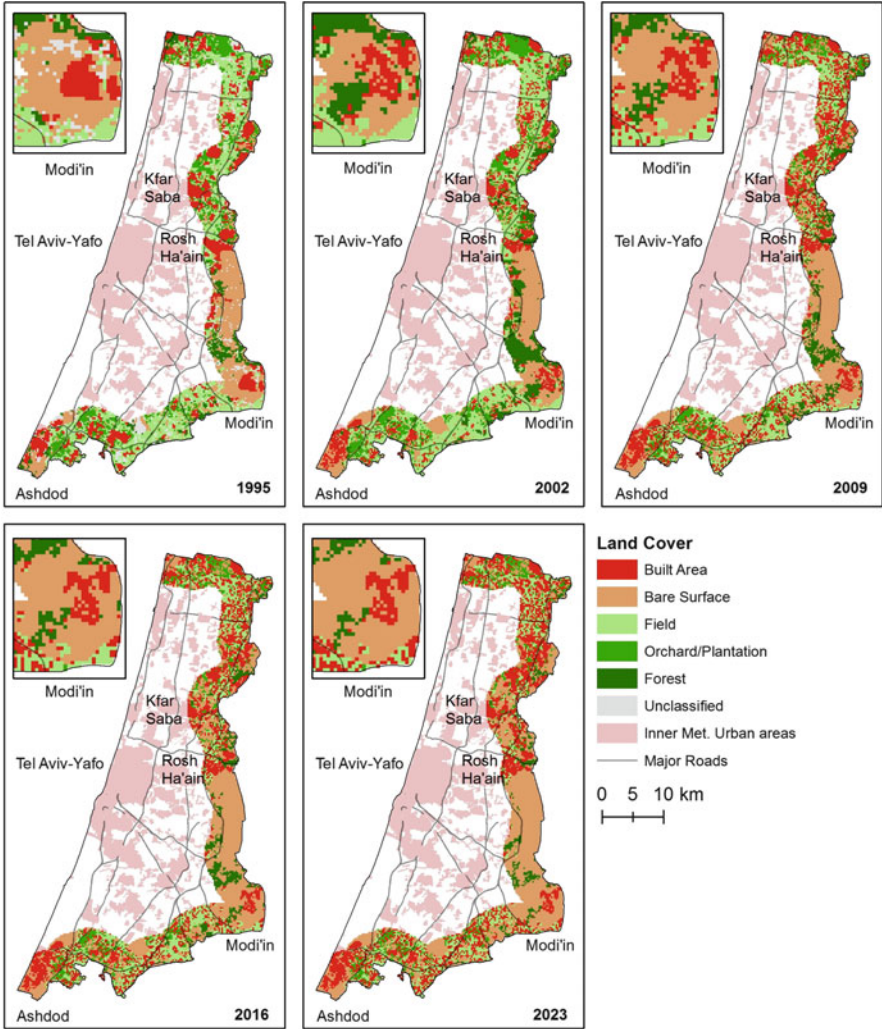 Modi'in
Kfar
Saba
Tel Aviv-Yafo
Rosh
Ha'ain
Modi'in
Ashdod
1995
Modi'in
Kfar
Saba
Tel Aviv-Yafo
Rosh
Ha'ain
Modi'in
Ashdod
2002
Modi'in
Kfar
Saba
Tel Aviv-Yafo
Rosh
Ha'ain
Modi'in
Ashdod
2009
Modi'in
Kfar
Saba
Tel Aviv-Yafo
Rosh
Ha'ain
Modi'in
Ashdod
2016
Modi'in
Kfar
Saba
Tel Aviv-Yafo
Rosh
Ha'ain
Modi'in
Ashdod
2023
Land Cover
Built Area
Bare Surface
Field
Orchard/Plantation
Forest
Unclassified
Inner Met. Urban areas
Major Roads
0 5 10 km